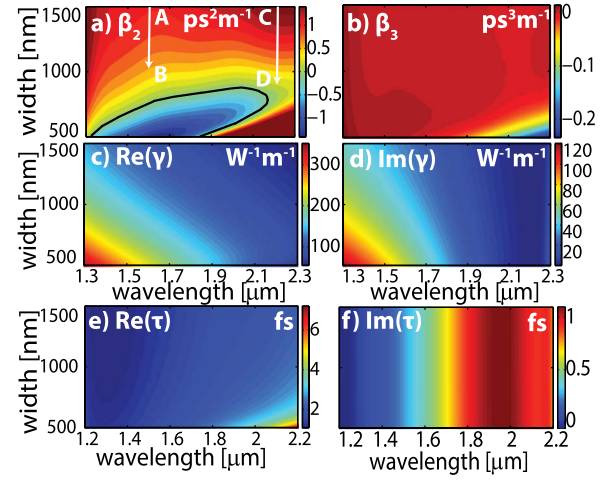 a) β2 ps²m⁻¹
A C
B D
width [nm]
1500
1000
500
1
0.5
0
−0.5
−1
b) β3 ps³m⁻¹
0
−0.1
−0.2
c) Re(γ) W⁻¹m⁻¹
width [nm]
1500
1000
500
300
200
100
1.3 1.5 1.7 1.9 2.1 2.3
wavelength [μm]
d) Im(γ) W⁻¹m⁻¹
120
100
80
60
40
20
1.3 1.5 1.7 1.9 2.1 2.3
wavelength [μm]
e) Re(τ) fs
width [nm]
1500
1000
500
6
4
2
1.2 1.4 1.6 1.8 2 2.2
wavelength [μm]
f) Im(τ) fs
1
0.5
0
1.2 1.4 1.6 1.8 2 2.2
wavelength [μm]